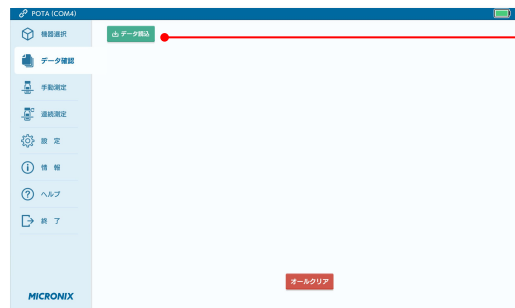 POTA (COM4)
機器選択
データ読込
データ確認
手動測定
連続測定
設 定
情 報
ヘルプ
終 了
オールクリア
MICRONIX